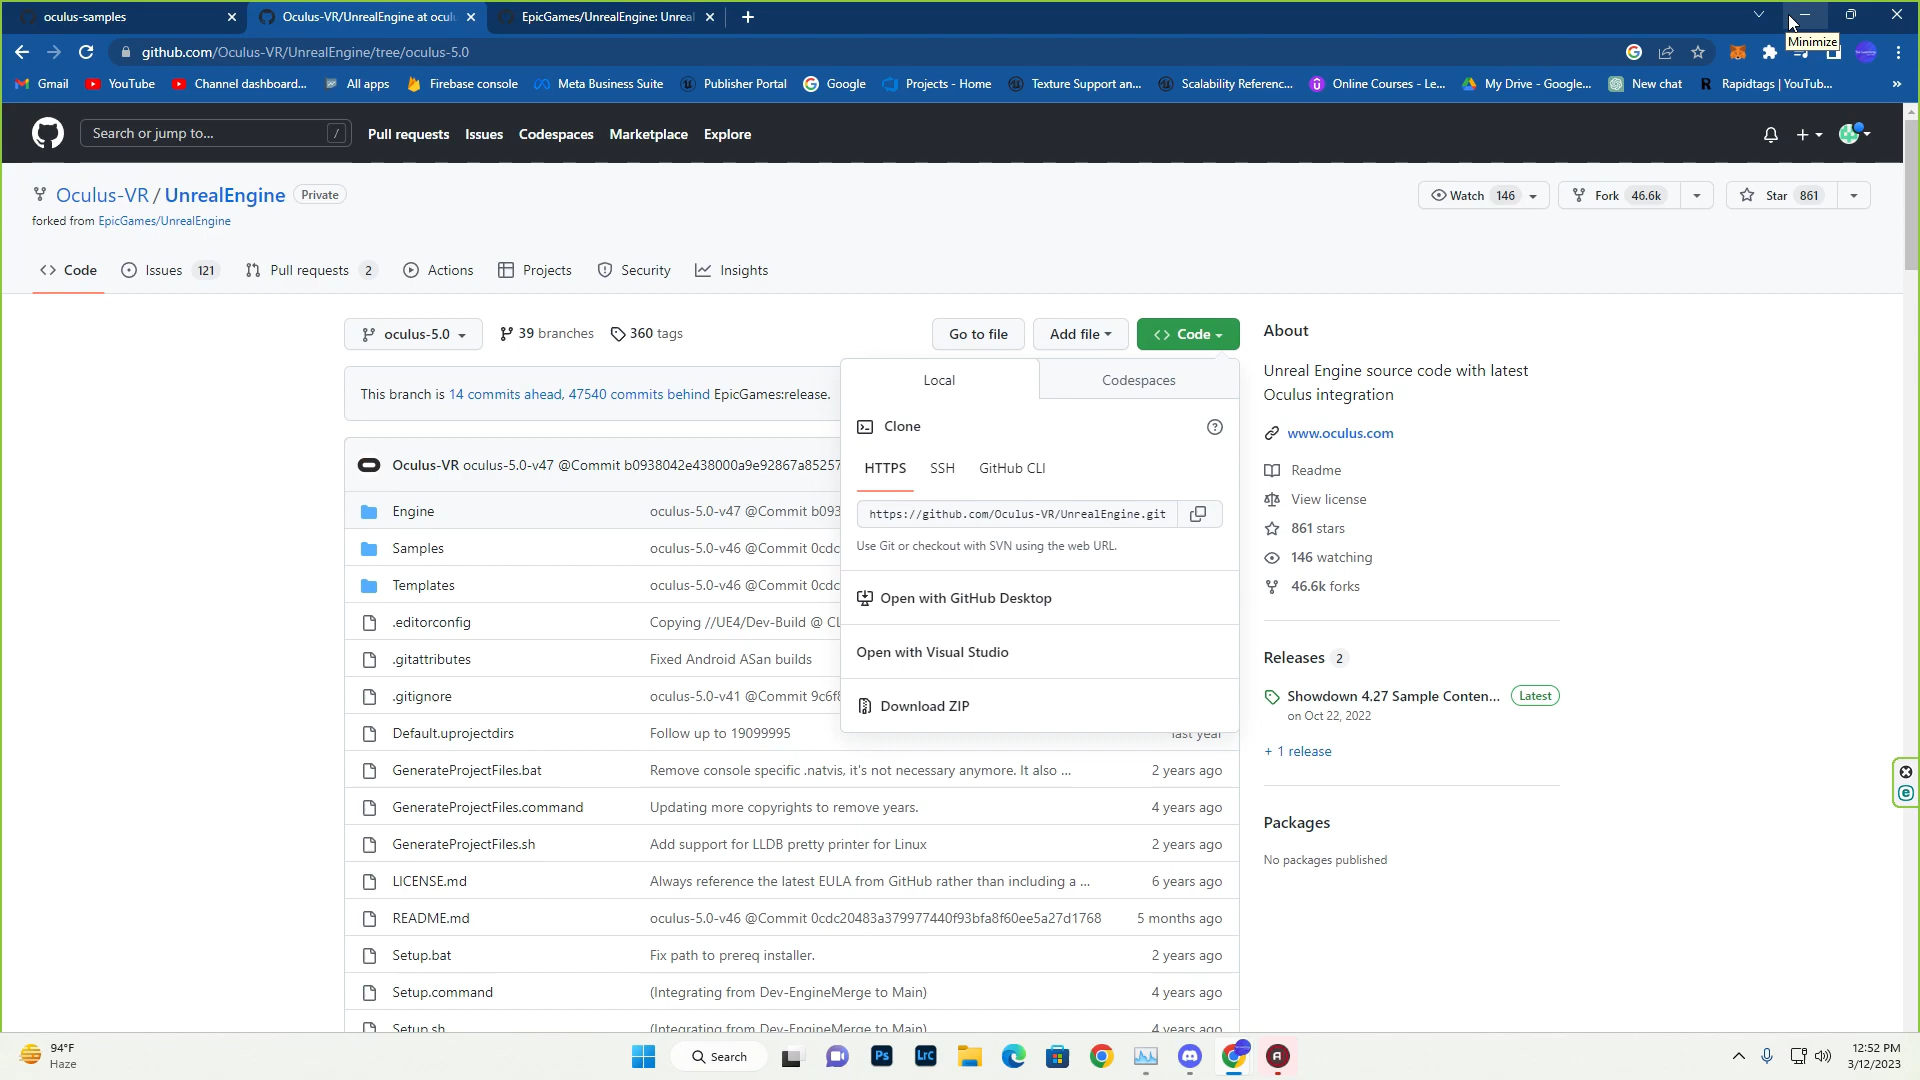 oculus-samples
Oculus-VR/UnrealEngine at ocul
EpicGames/UnrealEngine: Unreal
Minimize
github.com/Oculus-VR/UnrealEngine/tree/oculus-5.0
Gmail
YouTube
Channel dashboard...
All apps
Firebase console
Meta Business Suite
Publisher Portal
Google
Projects - Home
Texture Support an...
Scalability Referenc...
Online Courses - Le...
My Drive - Google...
New chat
Rapidtags | YouTub...
»
Search or jump to...
/
Pull requests
Issues
Codespaces
Marketplace
Explore
Oculus-VR / UnrealEngine
Private
Watch 146
Fork 46.6k
Star 861
forked from EpicGames/UnrealEngine
Code
Issues 121
Pull requests 2
Actions
Projects
Security
Insights
oculus-5.0
39 branches
360 tags
Go to file
Add file
Code
This branch is 14 commits ahead, 47540 commits behind EpicGames:release.
Oculus-VR oculus-5.0-v47 @Commit b0938042e438000a9e92867a85257
Engine
oculus-5.0-v47 @Commit b093
Samples
oculus-5.0-v46 @Commit 0cdc
Templates
oculus-5.0-v46 @Commit 0cdc
.editorconfig
Copying //UE4/Dev-Build @ CL
.gitattributes
Fixed Android ASan builds
.gitignore
oculus-5.0-v41 @Commit 9c6f8
Default.uprojectdirs
Follow up to 19099995
last year
GenerateProjectFiles.bat
Remove console specific .natvis, it's not necessary anymore. It also ...
2 years ago
GenerateProjectFiles.command
Updating more copyrights to remove years.
4 years ago
GenerateProjectFiles.sh
Add support for LLDB pretty printer for Linux
2 years ago
LICENSE.md
Always reference the latest EULA from GitHub rather than including a ...
6 years ago
README.md
oculus-5.0-v46 @Commit 0cdc20483a379977440f93bfa8f60ee5a27d1768
5 months ago
Setup.bat
Fix path to prereq installer.
2 years ago
Setup.command
(Integrating from Dev-EngineMerge to Main)
4 years ago
Setup.sh
(Integrating from Dev-EngineMerge to Main)
4 years ago
Local
Codespaces
Clone
HTTPS
SSH
GitHub CLI
https://github.com/Oculus-VR/UnrealEngine.git
Use Git or checkout with SVN using the web URL.
Open with GitHub Desktop
Open with Visual Studio
Download ZIP
About
Unreal Engine source code with latest
Oculus integration
www.oculus.com
Readme
View license
861 stars
146 watching
46.6k forks
Releases 2
Showdown 4.27 Sample Conten...
Latest
on Oct 22, 2022
+ 1 release
Packages
No packages published
94°F
Haze
Search
Ps
LrC
12:52 PM
3/12/2023